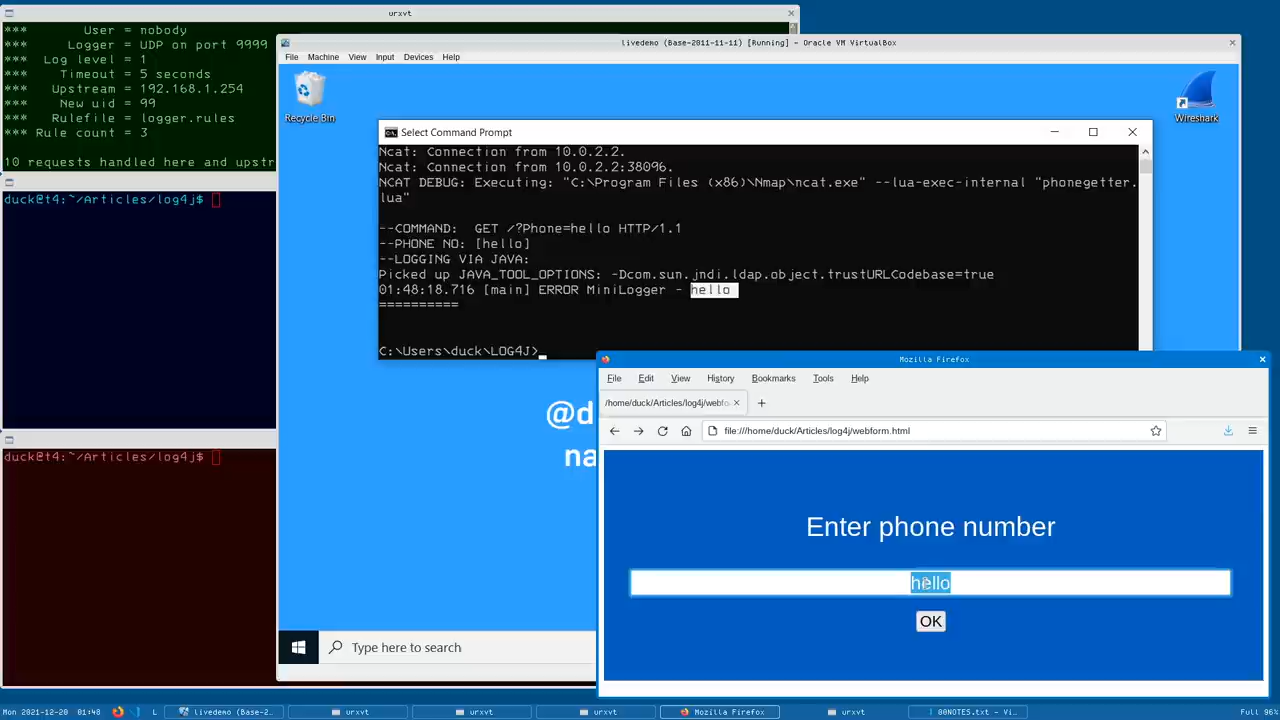 urxvt
*** User = nobody
*** Logger = UDP on port 9999
*** Log level = 1
*** Timeout = 5 seconds
*** Upstream = 192.168.1.254
*** New uid = 99
*** Rulefile = logger.rules
*** Rule count = 3
10 requests handled here and upstr
duck@t4:~/Articles/log4j$
duck@t4:~/Articles/log4j$
livedemo (Base-2011-11-11) [Running] - Oracle VM VirtualBox
File Machine View Input Devices Help
Recycle Bin
Wireshark
Select Command Prompt
Ncat: Connection from 10.0.2.2.
Ncat: Connection from 10.0.2.2:38096.
NCAT DEBUG: Executing: "C:\Program Files (x86)\Nmap\ncat.exe" --lua-exec-internal "phonegetter.
lua"
--COMMAND: GET /?Phone=hello HTTP/1.1
--PHONE NO: [hello]
--LOGGING VIA JAVA:
Picked up JAVA_TOOL_OPTIONS: -Dcom.sun.jndi.ldap.object.trustURLCodebase=true
01:48:18.716 [main] ERROR MiniLogger - hello
==========
C:\Users\duck\LOG4J>
@d
na
Type here to search
Mozilla Firefox
File Edit View History Bookmarks Tools Help
/home/duck/Articles/log4j/webfo
file:///home/duck/Articles/log4j/webform.html
Enter phone number
hello
OK
Mon 2021-12-20 01:48 L livedemo (Base-2... urxvt urxvt urxvt Mozilla Firefox urxvt 00NOTES.txt - Vi... Full 96%